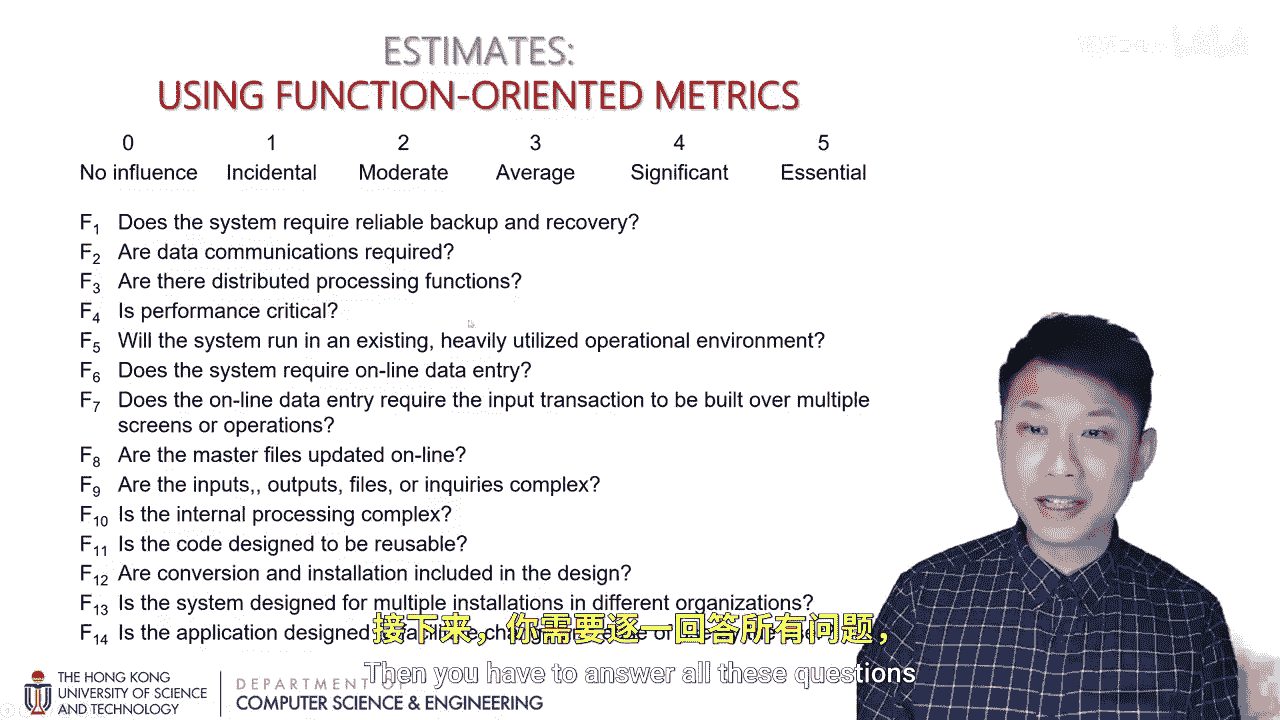 ESTIMATES:
USING FUNCTION-ORIENTED METRICS
0 1 2 3 4 5
No influence Incidental Moderate Average Significant Essential
F1 Does the system require reliable backup and recovery?
F2 Are data communications required?
F3 Are there distributed processing functions?
F4 Is performance critical?
F5 Will the system run in an existing, heavily utilized operational environment?
F6 Does the system require on-line data entry?
F7 Does the on-line data entry require the input transaction to be built over multiple
screens or operations?
F8 Are the master files updated on-line?
F9 Are the inputs,, outputs, files, or inquiries complex?
F10 Is the internal processing complex?
F11 Is the code designed to be reusable?
F12 Are conversion and installation included in the design?
F13 Is the system designed for multiple installations in different organizations?
F14 Is the application designed
接下来，你需要逐一回答所有问题，
Then you have to answer all these questions
THE HONG KONG
UNIVERSITY OF SCIENCE
AND TECHNOLOGY
DEPARTMENT OF
COMPUTER SCIENCE & ENGINEERING